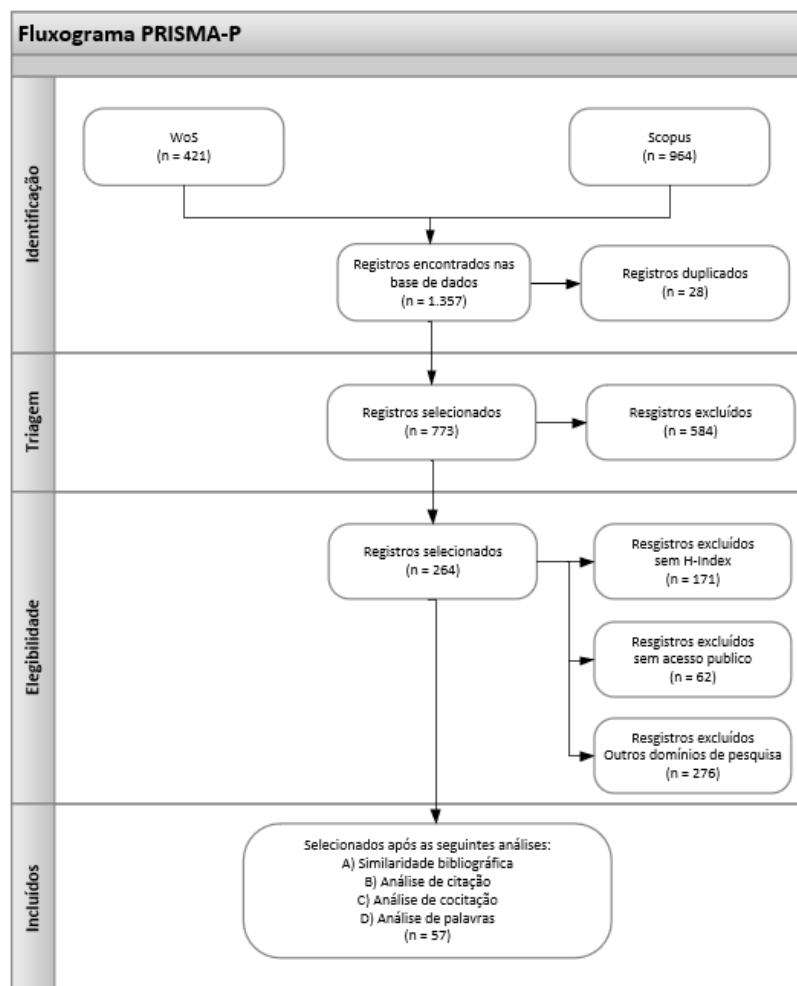 Fluxograma PRISMA-P
Identificação
WoS
(n = 421)
Scopus
(n = 964)
Registros encontrados nas
base de dados
(n = 1.357)
Registros duplicados
(n = 28)
Triagem
Registros selecionados
(n = 773)
Resgistros excluídos
(n = 584)
Elegibilidade
Registros selecionados
(n = 264)
Resgistros excluídos
sem H-Index
(n = 171)
Resgistros excluídos
sem acesso publico
(n = 62)
Resgistros excluídos
Outros domínios de pesquisa
(n = 276)
Incluídos
Selecionados após as seguintes análises:
A) Similaridade bibliográfica
B) Análise de citação
C) Análise de cocitação
D) Análise de palavras
(n = 57)